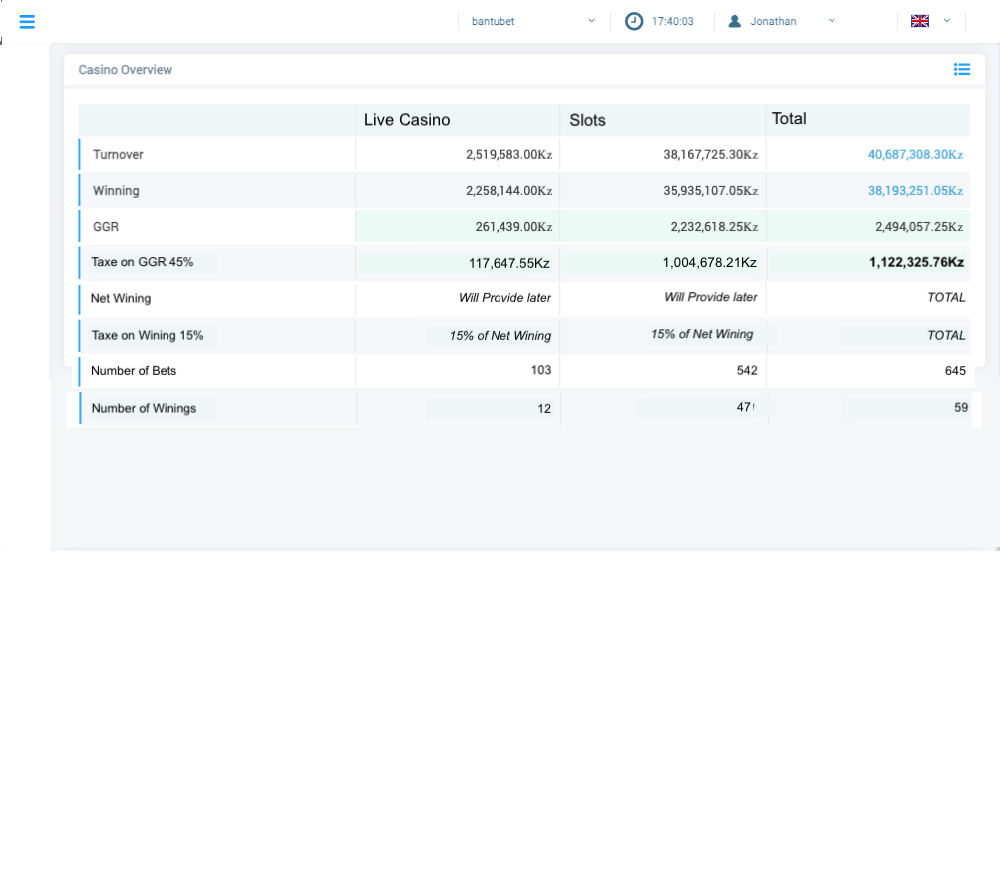 bantubet 17:40:03 Jonathan
Casino Overview
Live Casino Slots Total
Turnover 2,519,583.00Kz 38,167,725.30Kz 40,687,308.30Kz
Winning 2,258,144.00Kz 35,935,107.05Kz 38,193,251.05Kz
GGR 261,439.00Kz 2,232,618.25Kz 2,494,057.25Kz
Taxe on GGR 45% 117,647.55Kz 1,004,678.21Kz 1,122,325.76Kz
Net Wining Will Provide later Will Provide later TOTAL
Taxe on Wining 15% 15% of Net Wining 15% of Net Wining TOTAL
Number of Bets 103 542 645
Number of Winings 12 47 59